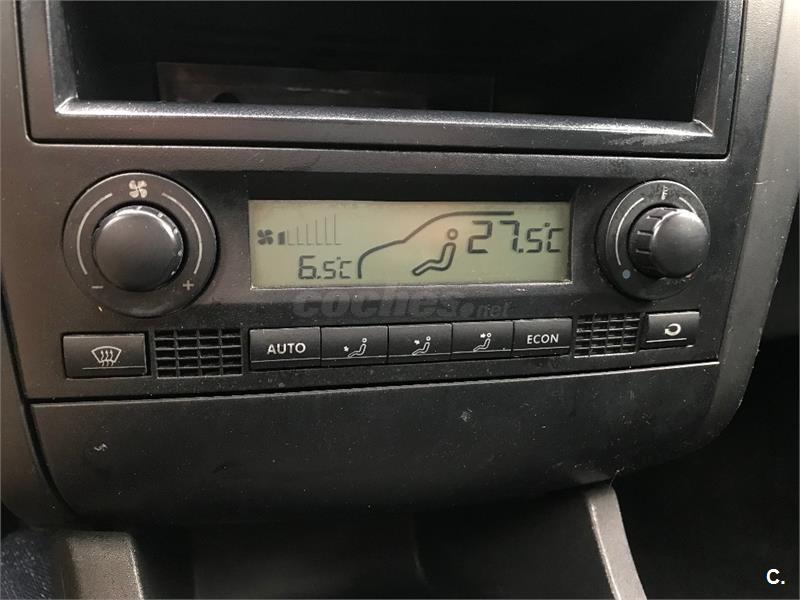 27.5°C
6.5°C
coches.net
- +
AUTO
ECON
C.